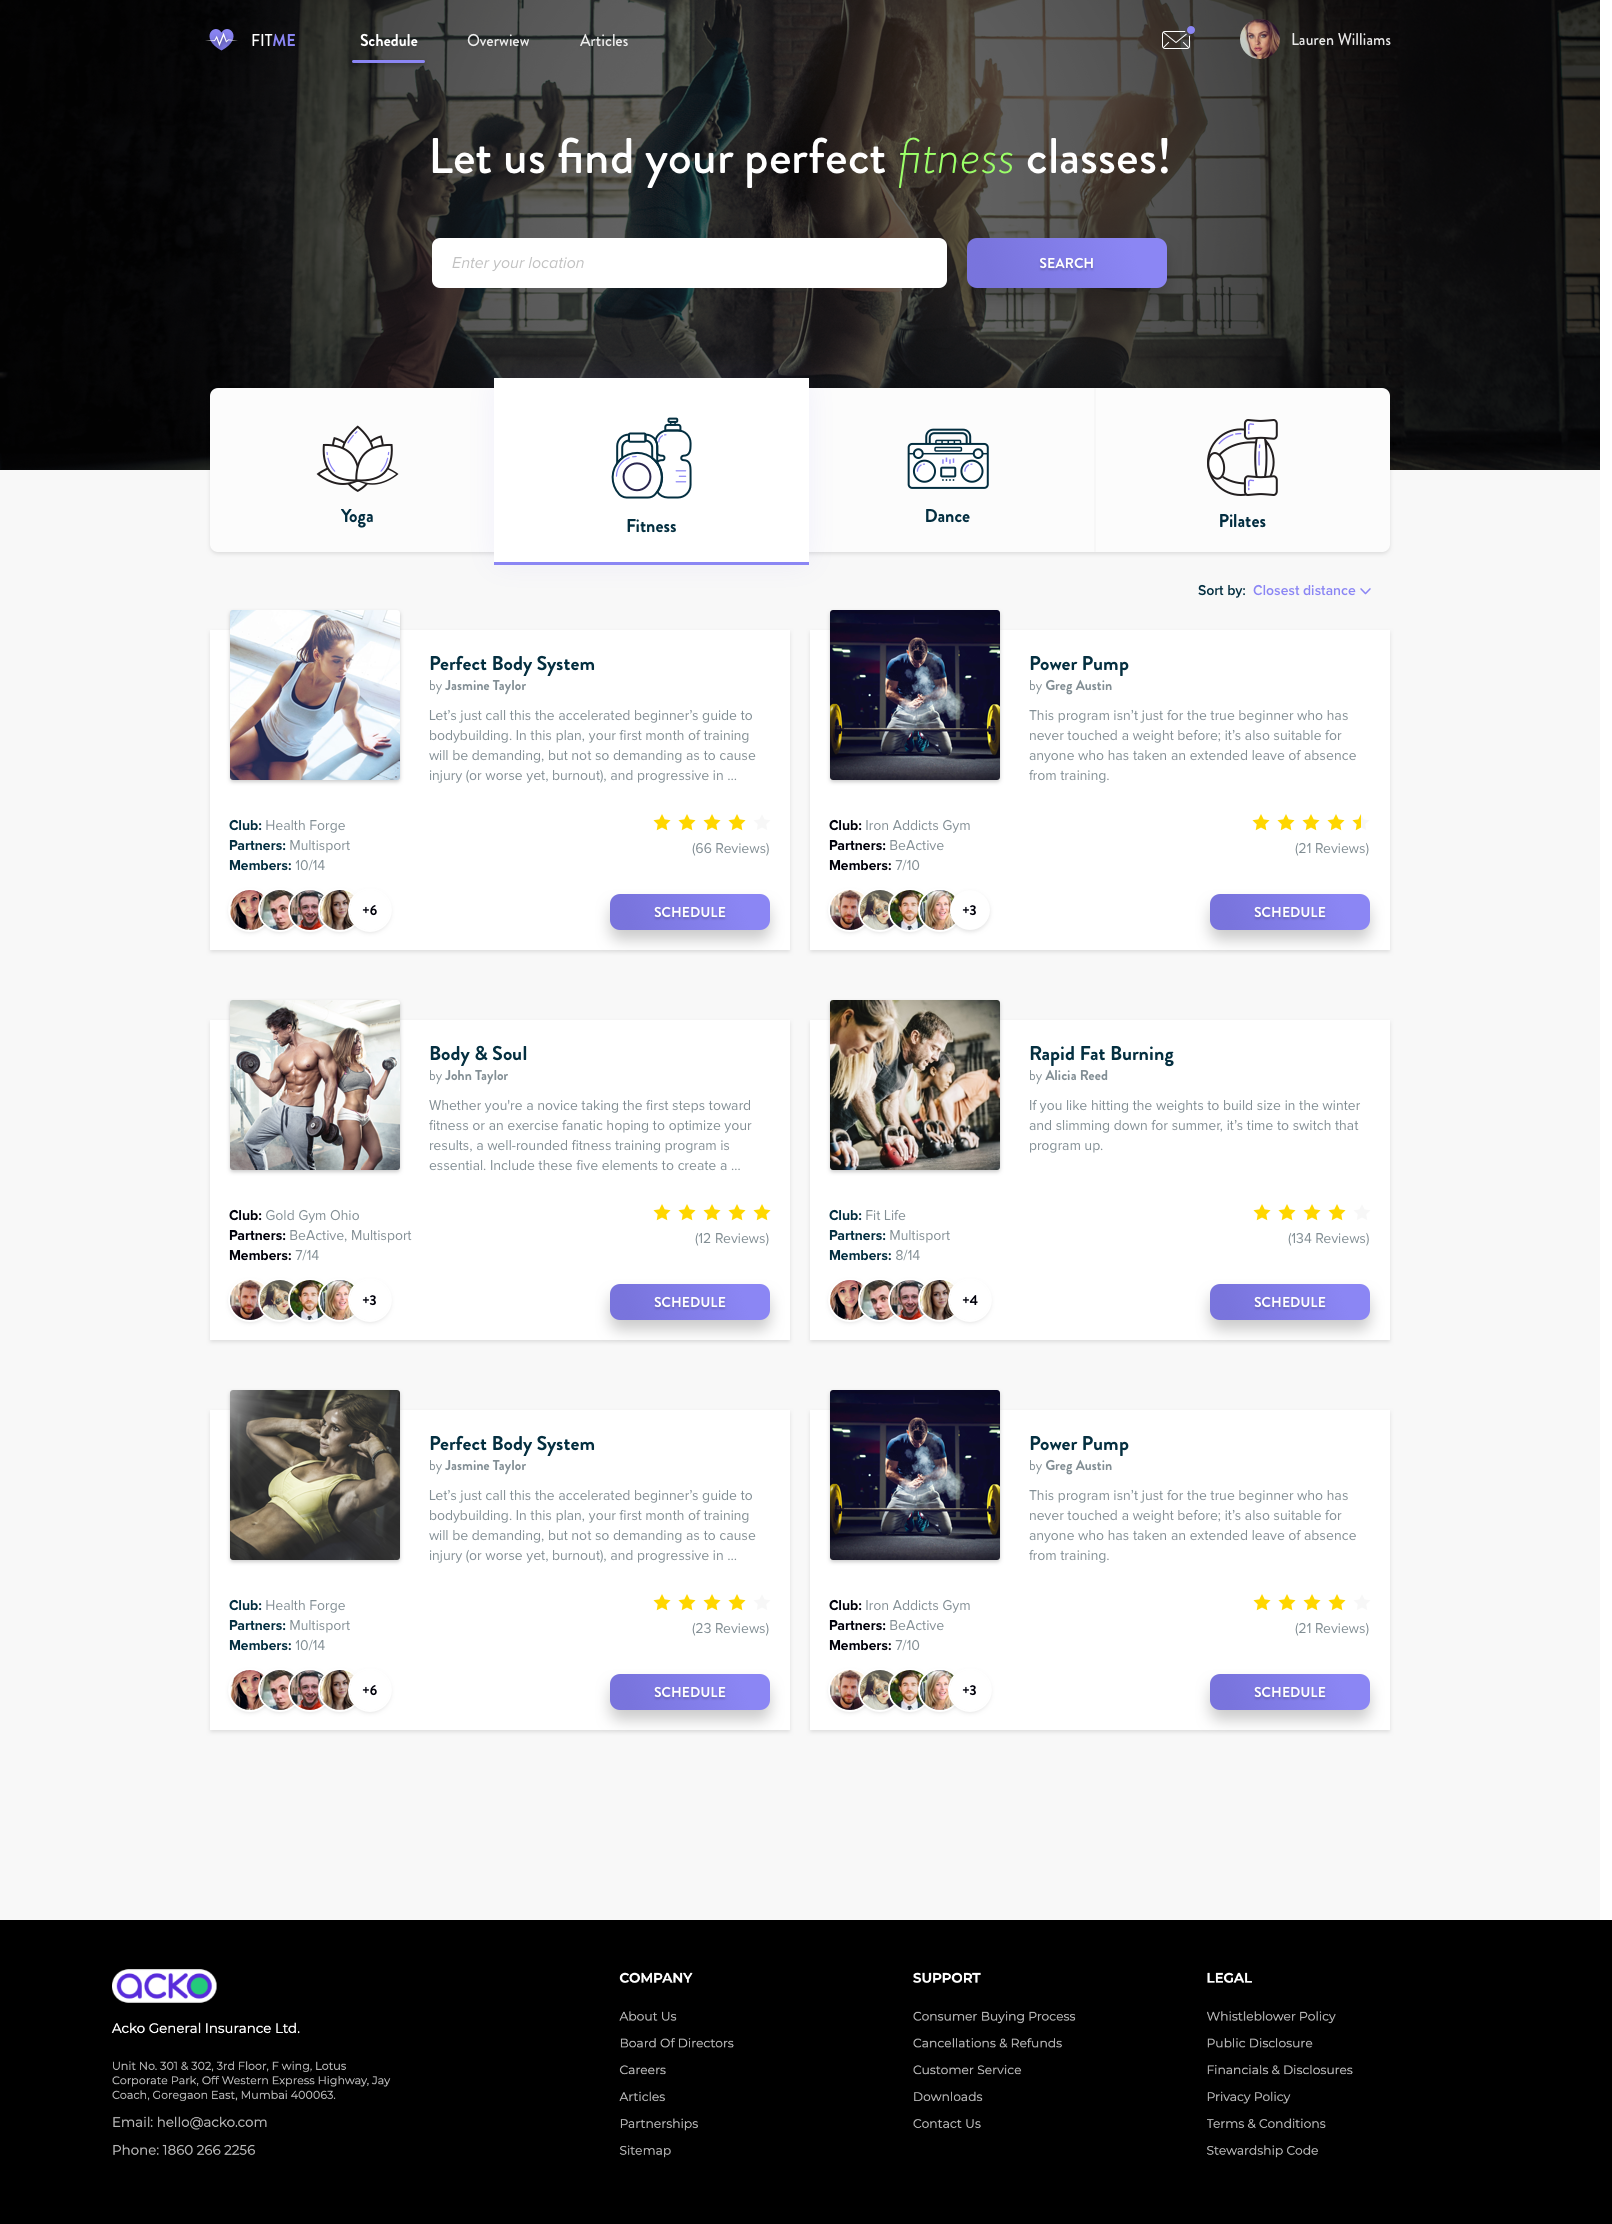 FITME
Schedule
Overwiew
Articles
Lauren Williams
Let us find your perfect fitness classes!
Enter your location
SEARCH
Yoga
Fitness
Dance
Pilates
Sort by: Closest distance
Perfect Body System
by Jasmine Taylor
Let's just call this the accelerated beginner's guide to
bodybuilding. In this plan, your first month of training
will be demanding, but not so demanding as to cause
injury (or worse yet, burnout), and progressive in ...
Club: Health Forge
Partners: Multisport
Members: 10/14
(66 Reviews)
+6
SCHEDULE
Power Pump
by Greg Austin
This program isn't just for the true beginner who has
never touched a weight before; it's also suitable for
anyone who has taken an extended leave of absence
from training.
Club: Iron Addicts Gym
Partners: BeActive
Members: 7/10
(21 Reviews)
+3
SCHEDULE
Body & Soul
by John Taylor
Whether you're a novice taking the first steps toward
fitness or an exercise fanatic hoping to optimize your
results, a well-rounded fitness training program is
essential. Include these five elements to create a ...
Club: Gold Gym Ohio
Partners: BeActive, Multisport
Members: 7/14
(12 Reviews)
+3
SCHEDULE
Rapid Fat Burning
by Alicia Reed
If you like hitting the weights to build size in the winter
and slimming down for summer, it's time to switch that
program up.
Club: Fit Life
Partners: Multisport
Members: 8/14
(134 Reviews)
+4
SCHEDULE
Perfect Body System
by Jasmine Taylor
Let's just call this the accelerated beginner's guide to
bodybuilding. In this plan, your first month of training
will be demanding, but not so demanding as to cause
injury (or worse yet, burnout), and progressive in ...
Club: Health Forge
Partners: Multisport
Members: 10/14
(23 Reviews)
+6
SCHEDULE
Power Pump
by Greg Austin
This program isn't just for the true beginner who has
never touched a weight before; it's also suitable for
anyone who has taken an extended leave of absence
from training.
Club: Iron Addicts Gym
Partners: BeActive
Members: 7/10
(21 Reviews)
+3
SCHEDULE
acko
Acko General Insurance Ltd.
Unit No. 301 & 302, 3rd Floor, F wing, Lotus
Corporate Park, Off Western Express Highway, Jay
Coach, Goregaon East, Mumbai 400063.
Email: hello@acko.com
Phone: 1860 266 2256
COMPANY
About Us
Board Of Directors
Careers
Articles
Partnerships
Sitemap
SUPPORT
Consumer Buying Process
Cancellations & Refunds
Customer Service
Downloads
Contact Us
LEGAL
Whistleblower Policy
Public Disclosure
Financials & Disclosures
Privacy Policy
Terms & Conditions
Stewardship Code